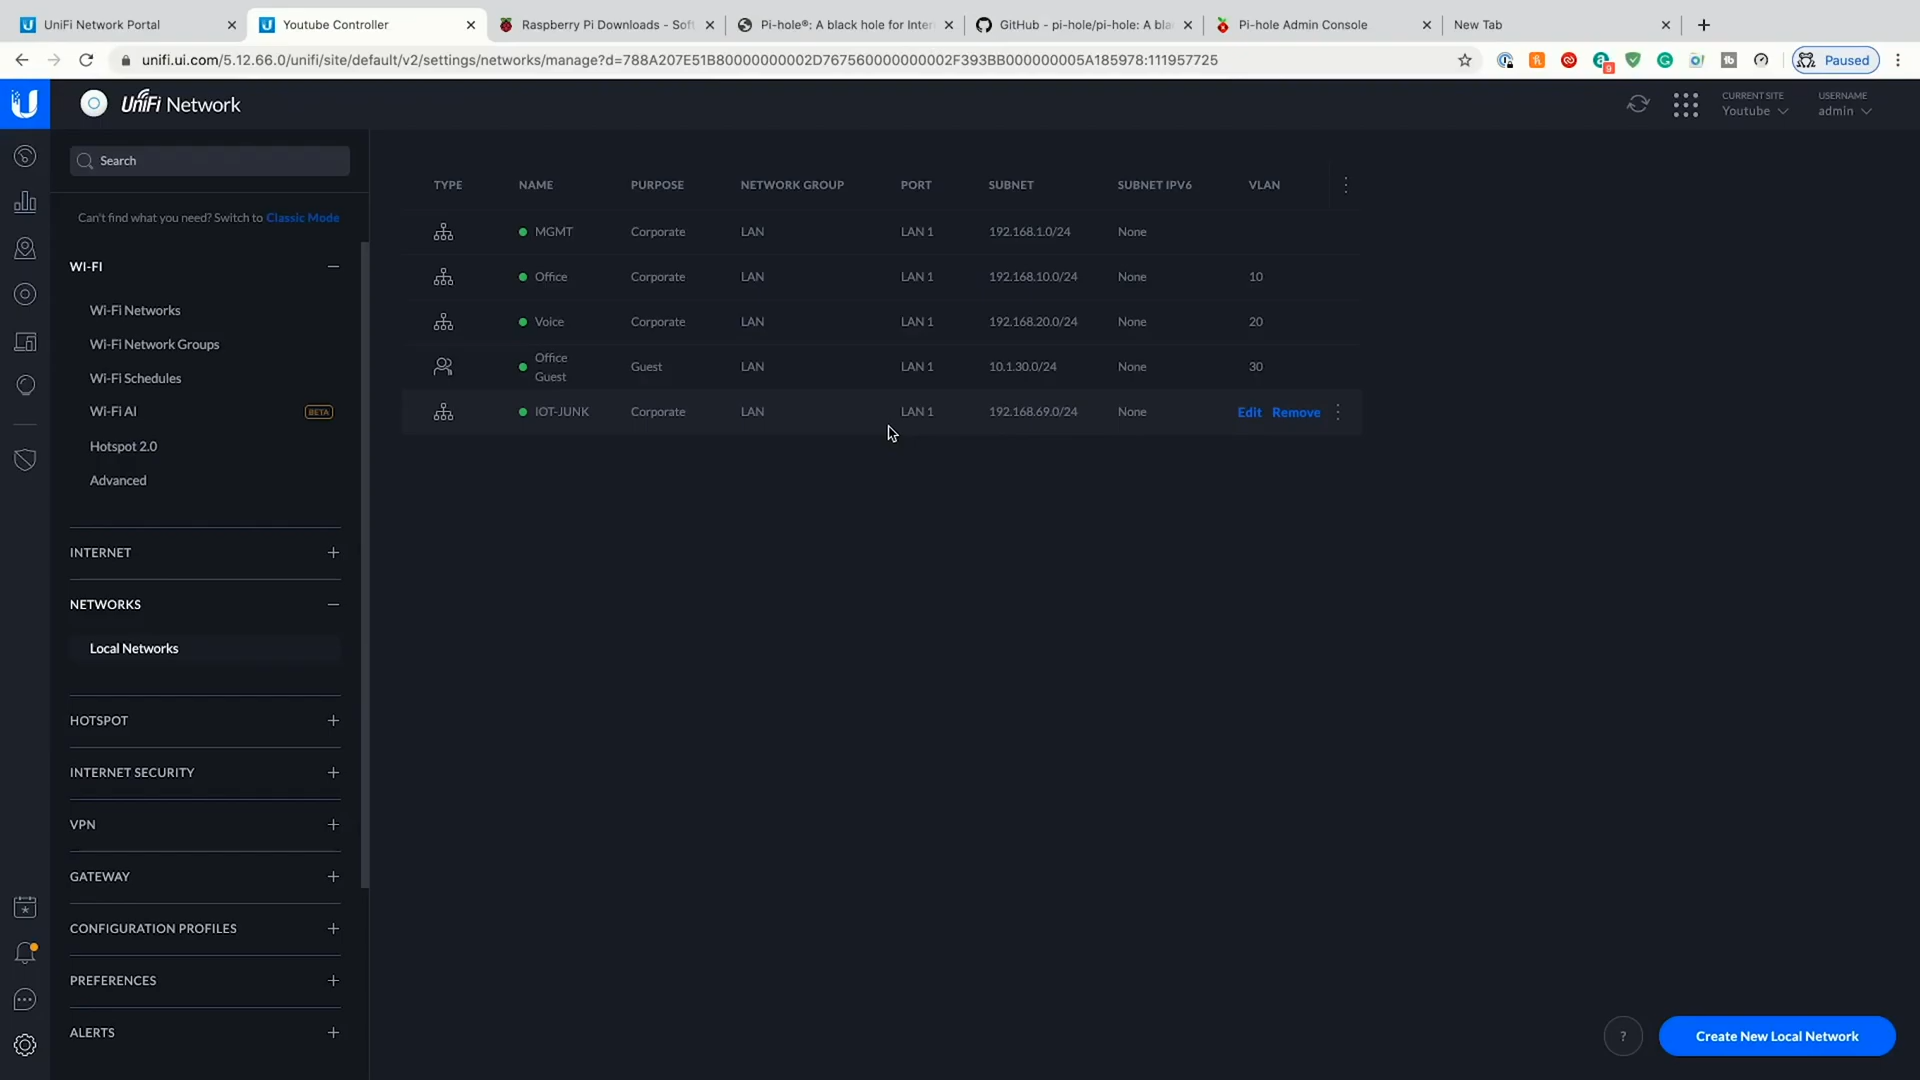 UniFi Network Portal
Youtube Controller
Raspberry Pi Downloads - Soft
Pi-hole®: A black hole for Inter
GitHub - pi-hole/pi-hole: A bla
Pi-hole Admin Console
New Tab
unifi.ui.com/5.12.66.0/unifi/site/default/v2/settings/networks/manage?d=788A207E51B80000000002D767560000000002F393BB000000005A185978:111957725
9
Paused
UniFi Network
CURRENT SITE
Youtube
USERNAME
admin
Search
Can't find what you need? Switch to Classic Mode
WI-FI
Wi-Fi Networks
Wi-Fi Network Groups
Wi-Fi Schedules
Wi-Fi AI BETA
Hotspot 2.0
Advanced
INTERNET
NETWORKS
Local Networks
HOTSPOT
INTERNET SECURITY
VPN
GATEWAY
CONFIGURATION PROFILES
PREFERENCES
ALERTS
TYPE NAME PURPOSE NETWORK GROUP PORT SUBNET SUBNET IPV6 VLAN
MGMT Corporate LAN LAN 1 192.168.1.0/24 None
Office Corporate LAN LAN 1 192.168.10.0/24 None 10
Voice Corporate LAN LAN 1 192.168.20.0/24 None 20
Office Guest Guest LAN LAN 1 10.1.30.0/24 None 30
IOT-JUNK Corporate LAN LAN 1 192.168.69.0/24 None Edit Remove
?
Create New Local Network